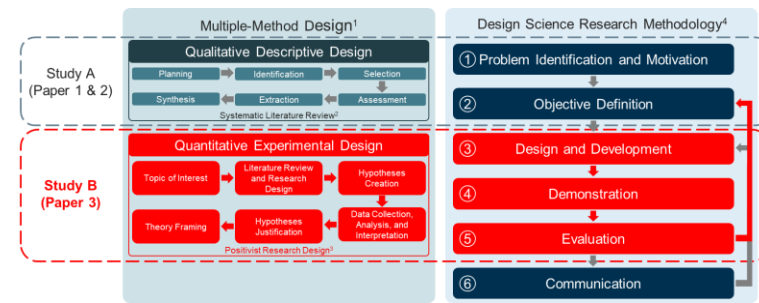 Multiple-Method Design¹
Design Science Research Methodology⁴
Study A
(Paper 1 & 2)
Qualitative Descriptive Design
Planning
Identification
Selection
Synthesis
Extraction
Assessment
Systematic Literature Review²
① Problem Identification and Motivation
② Objective Definition
Study B
(Paper 3)
Quantitative Experimental Design
Topic of Interest
Literature Review
and Research
Design
Hypotheses
Creation
Theory Framing
Hypotheses
Justification
Data Collection,
Analysis, and
Interpretation
Positivist Research Design³
③ Design and Development
④ Demonstration
⑤ Evaluation
⑥ Communication